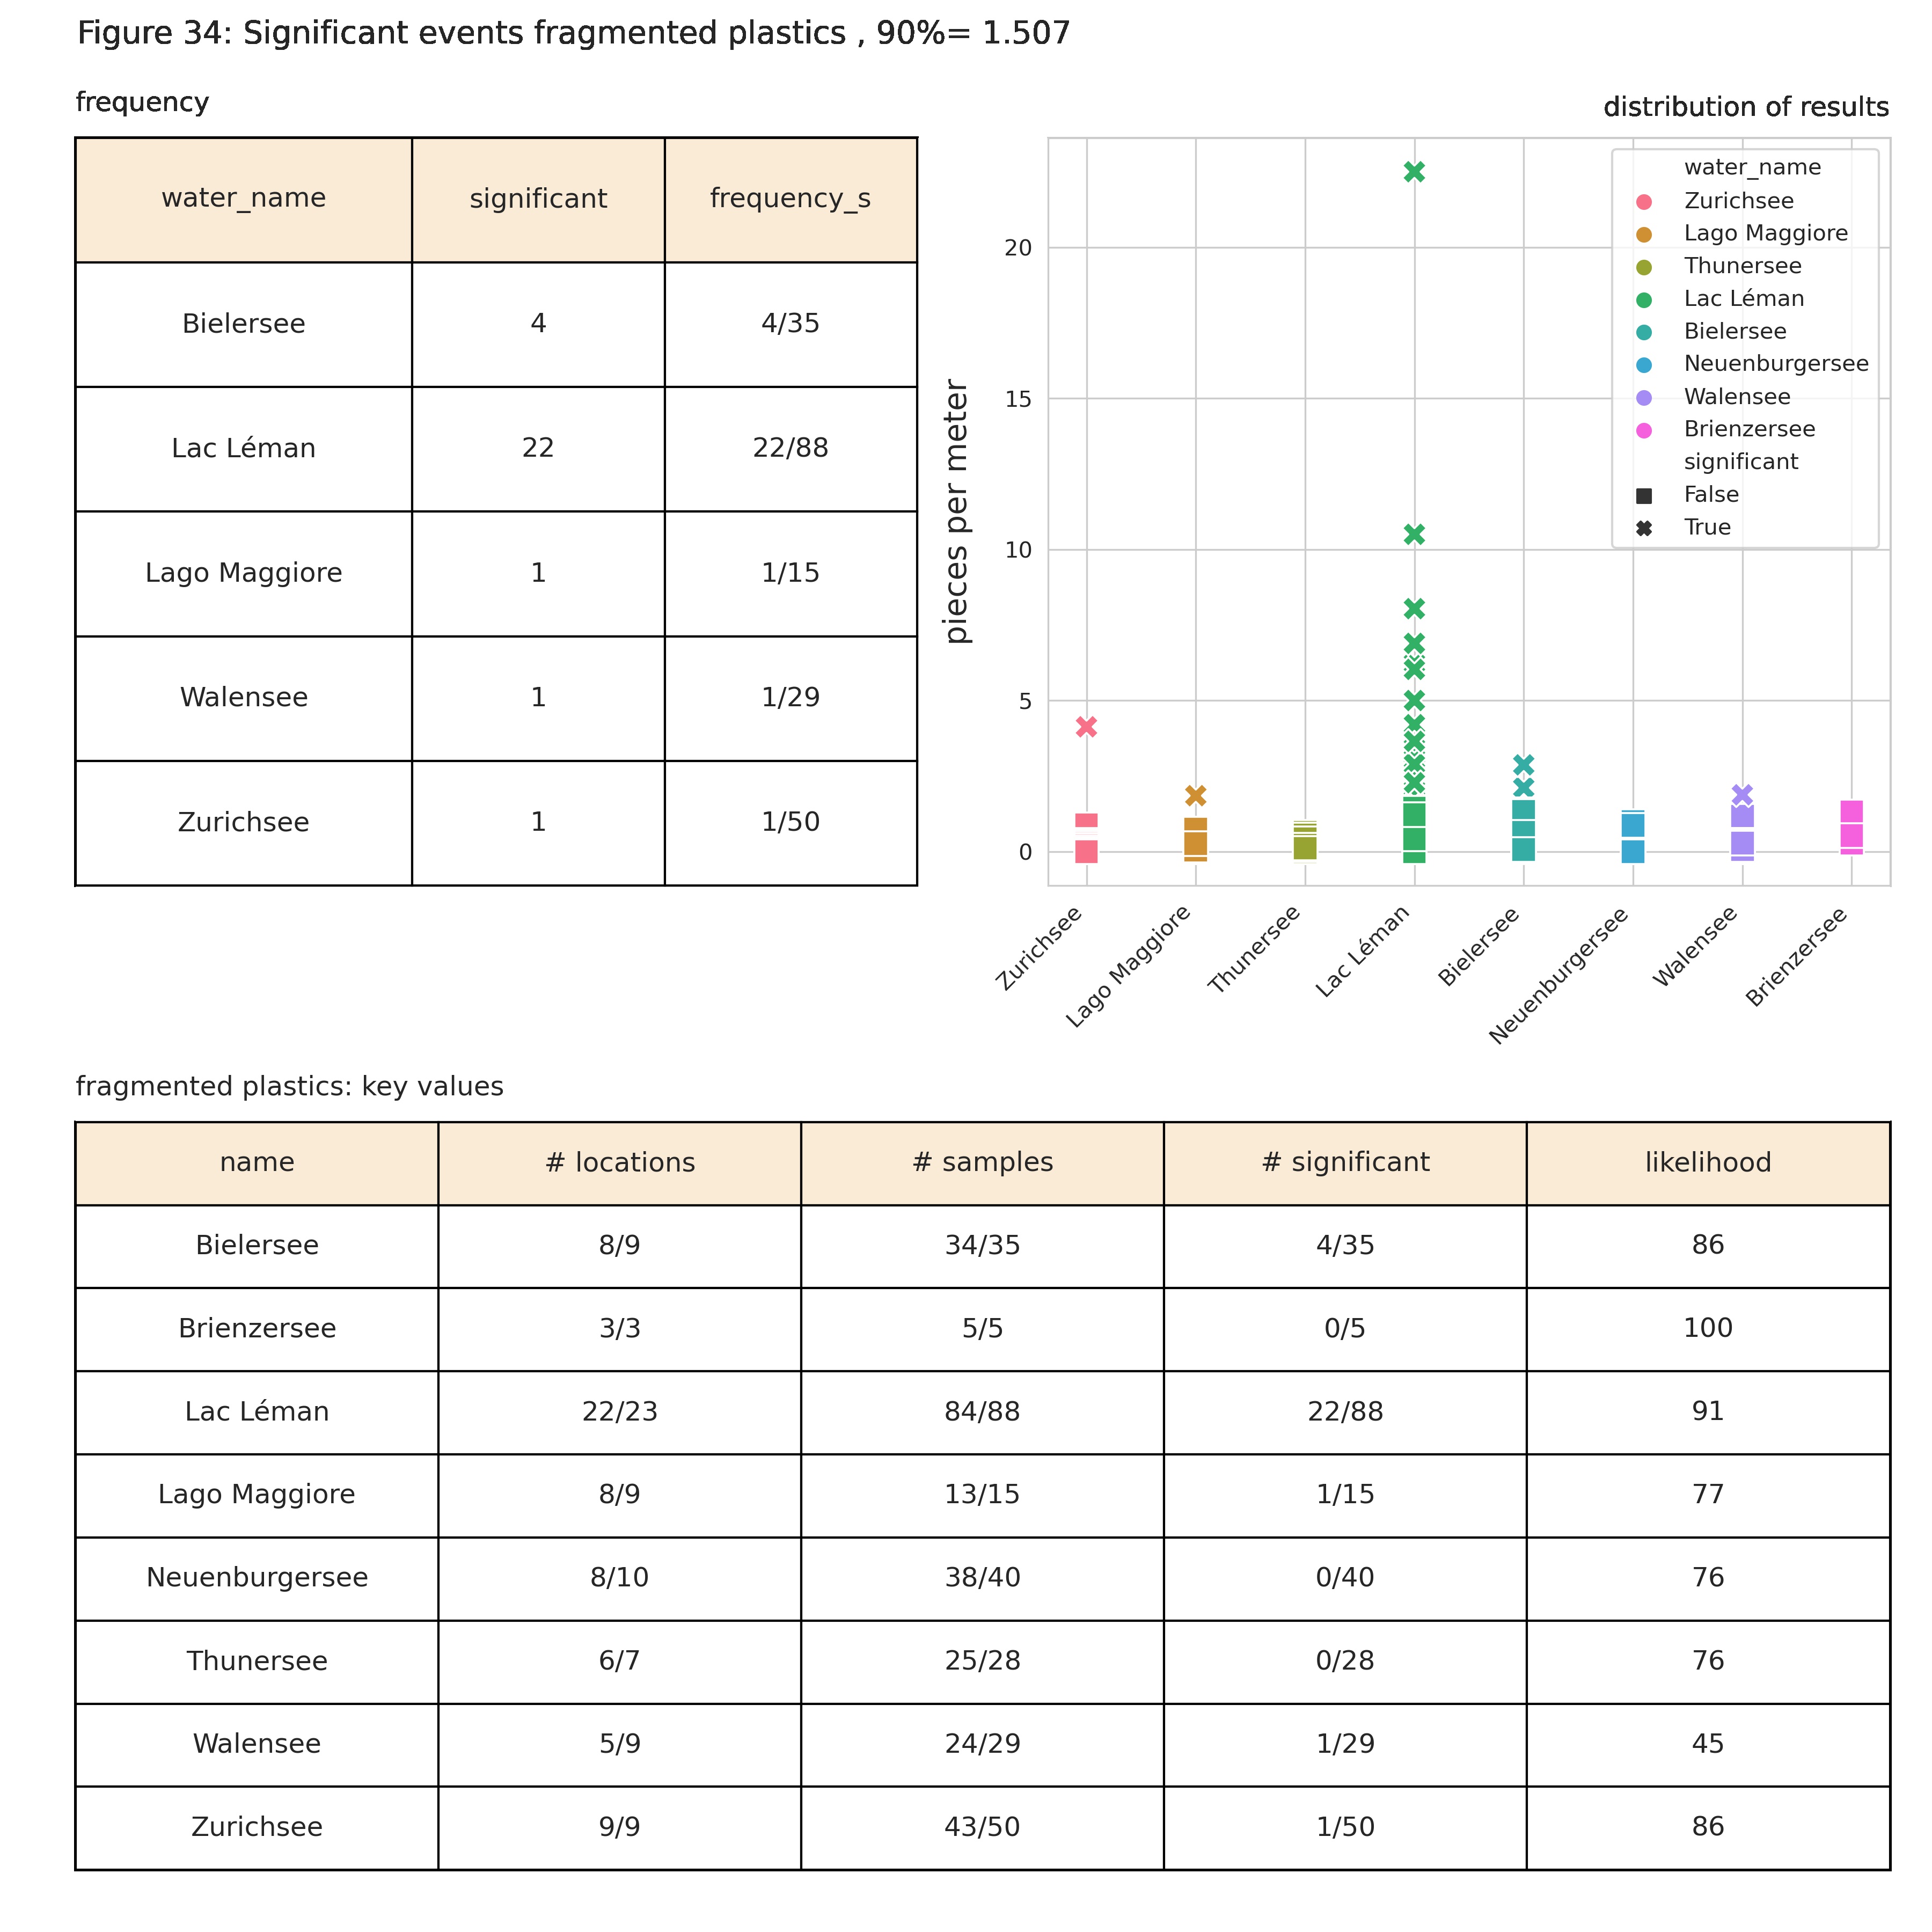 Figure 34: Significant events fragmented plastics , 90%= 1.507
frequency
water_name significant frequency_s
Bielersee 4 4/35
Lac Léman 22 22/88
Lago Maggiore 1 1/15
Walensee 1 1/29
Zurichsee 1 1/50
distribution of results
pieces per meter
20
15
10
5
0
water_name
Zurichsee
Lago Maggiore
Thunersee
Lac Léman
Bielersee
Neuenburgersee
Walensee
Brienzersee
significant
False
True
Zurichsee
Lago Maggiore
Thunersee
Lac Léman
Bielersee
Neuenburgersee
Walensee
Brienzersee
fragmented plastics: key values
name # locations # samples # significant likelihood
Bielersee 8/9 34/35 4/35 86
Brienzersee 3/3 5/5 0/5 100
Lac Léman 22/23 84/88 22/88 91
Lago Maggiore 8/9 13/15 1/15 77
Neuenburgersee 8/10 38/40 0/40 76
Thunersee 6/7 25/28 0/28 76
Walensee 5/9 24/29 1/29 45
Zurichsee 9/9 43/50 1/50 86